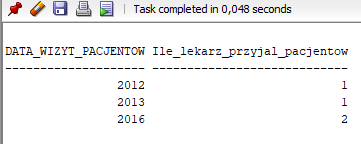 Task completed in 0,048 seconds
DATA_WIZYT_PACJENTOW Ile_lekarz_przyjal_pacjentow
-------------------- ----------------------------
2012 1
2013 1
2016 2